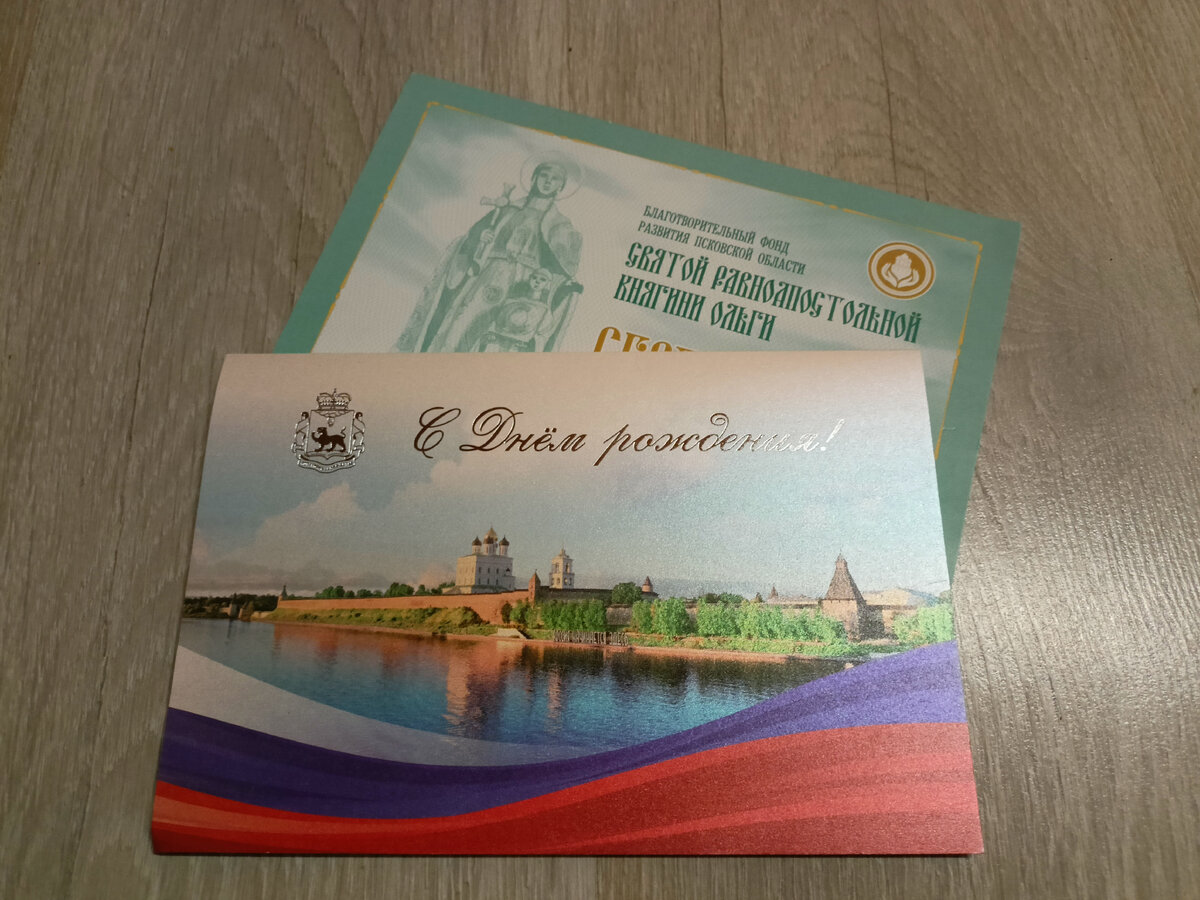 БЛАГОТВОРИТЕЛЬНЫЙ ФОНД
РАЗВИТИЯ ПСКОВСКОЙ ОБЛАСТИ
СВЯТОЙ РАВНОАПОСТОЛЬНОЙ
КНЯГИНИ ОЛЬГИ
С Днём рождения!